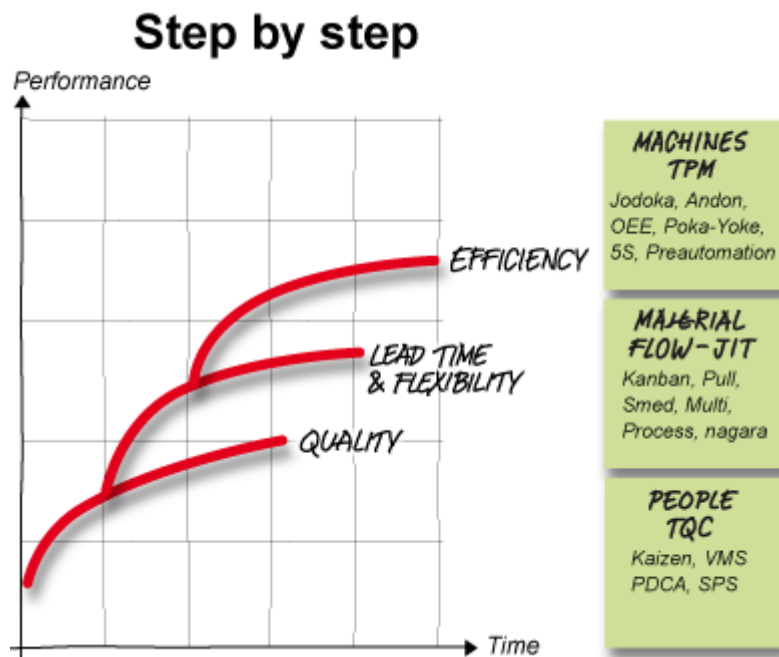 Step by step
Performance
EFFICIENCY
LEAD TIME
& FLEXIBILITY
QUALITY
Time
MACHINES
TPM
Jodoka, Andon,
OEE, Poka-Yoke,
5S, Preautomation
MATERIAL
FLOW-JIT
Kanban, Pull,
Smed, Multi,
Process, nagara
PEOPLE
TQC
Kaizen, VMS
PDCA, SPS